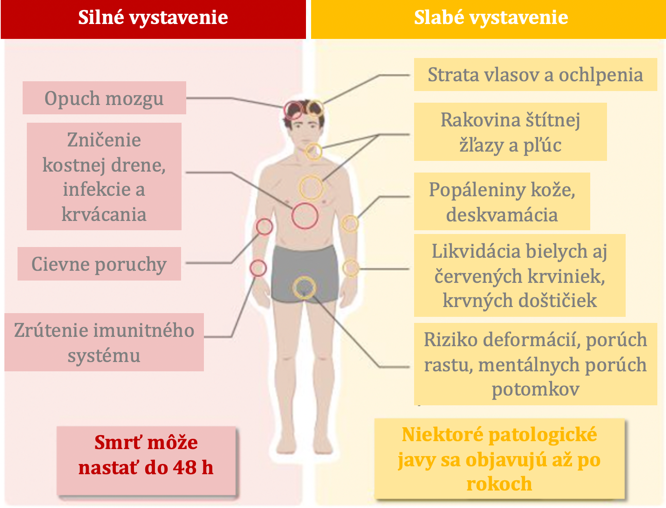 Silné vystavenie
Opuch mozgu
Zničenie
kostnej drene,
infekcie a
krvácania
Cievne poruchy
Zrútenie imunitného
systému
Smrť môže
nastať do 48 h
Slabé vystavenie
Strata vlasov a ochlpenia
Rakovina štítnej
žľazy a pľúc
Popáleniny kože,
deskvamácia
Likvidácia bielych aj
červených krviniek,
krvných doštičiek
Riziko deformácií, porúch
rastu, mentálnych porúch
potomkov
Niektoré patologické
javy sa objavujú až po
rokoch